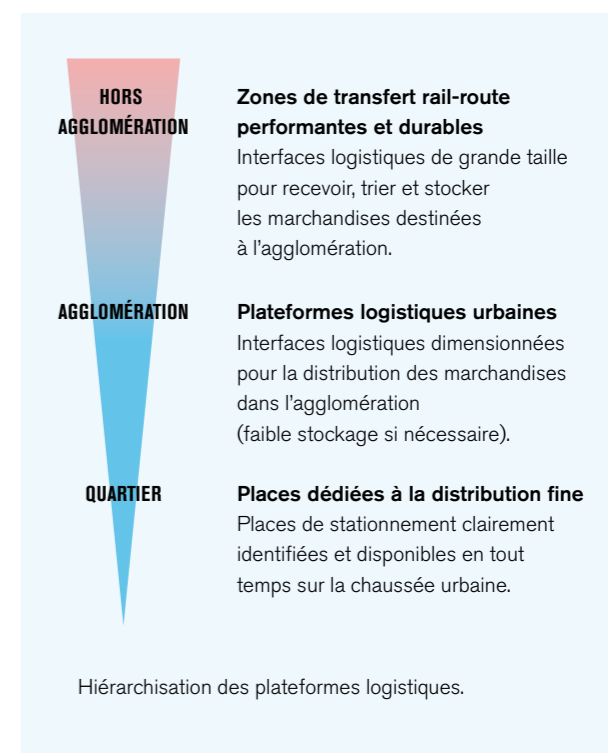 HORS
AGGLOMÉRATION
Zones de transfert rail-route
performantes et durables
Interfaces logistiques de grande taille
pour recevoir, trier et stocker
les marchandises destinées
à l’agglomération.
AGGLOMÉRATION
Plateformes logistiques urbaines
Interfaces logistiques dimensionnées
pour la distribution des marchandises
dans l’agglomération
(faible stockage si nécessaire).
QUARTIER
Places dédiées à la distribution fine
Places de stationnement clairement
identifiées et disponibles en tout
temps sur la chaussée urbaine.
Hiérarchisation des plateformes logistiques.